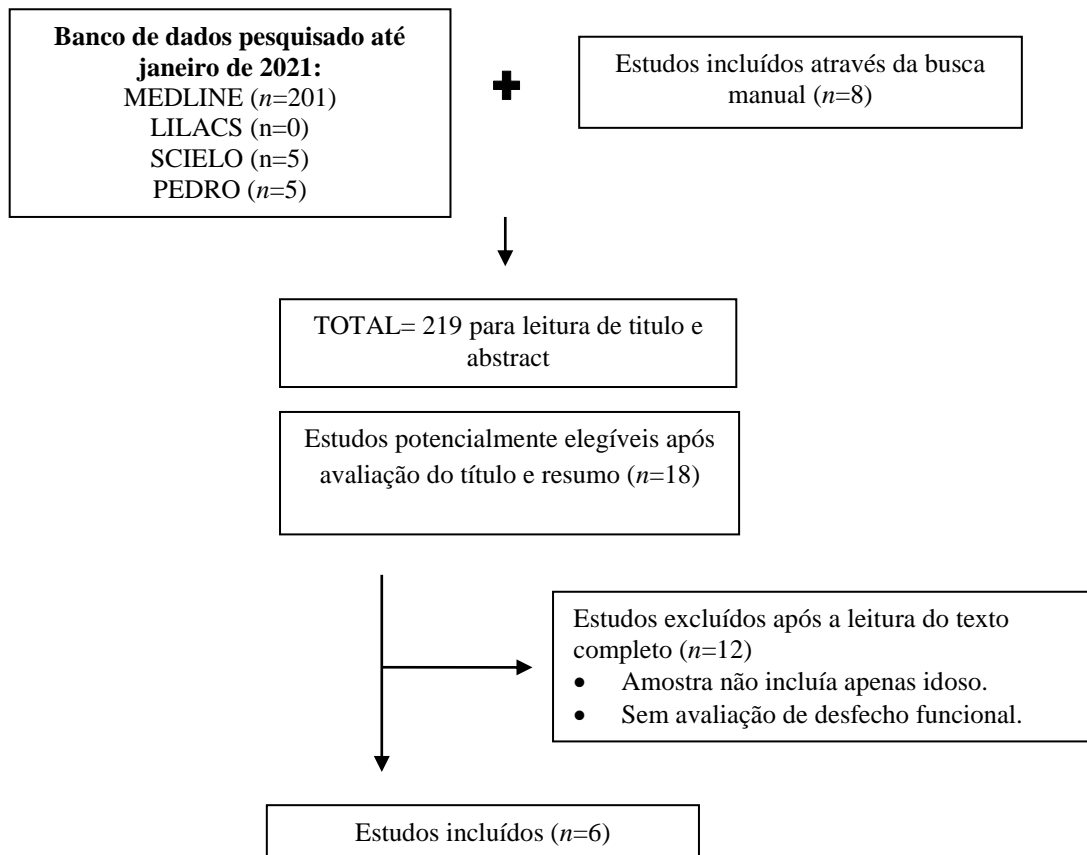 Banco de dados pesquisado até
janeiro de 2021:
MEDLINE (n=201)
LILACS (n=0)
SCIELO (n=5)
PEDRO (n=5)
Estudos incluídos através da busca
manual (n=8)
TOTAL= 219 para leitura de titulo e
abstract
Estudos potencialmente elegíveis após
avaliação do título e resumo (n=18)
Estudos excluídos após a leitura do texto
completo (n=12)
• Amostra não incluía apenas idoso.
• Sem avaliação de desfecho funcional.
Estudos incluídos (n=6)